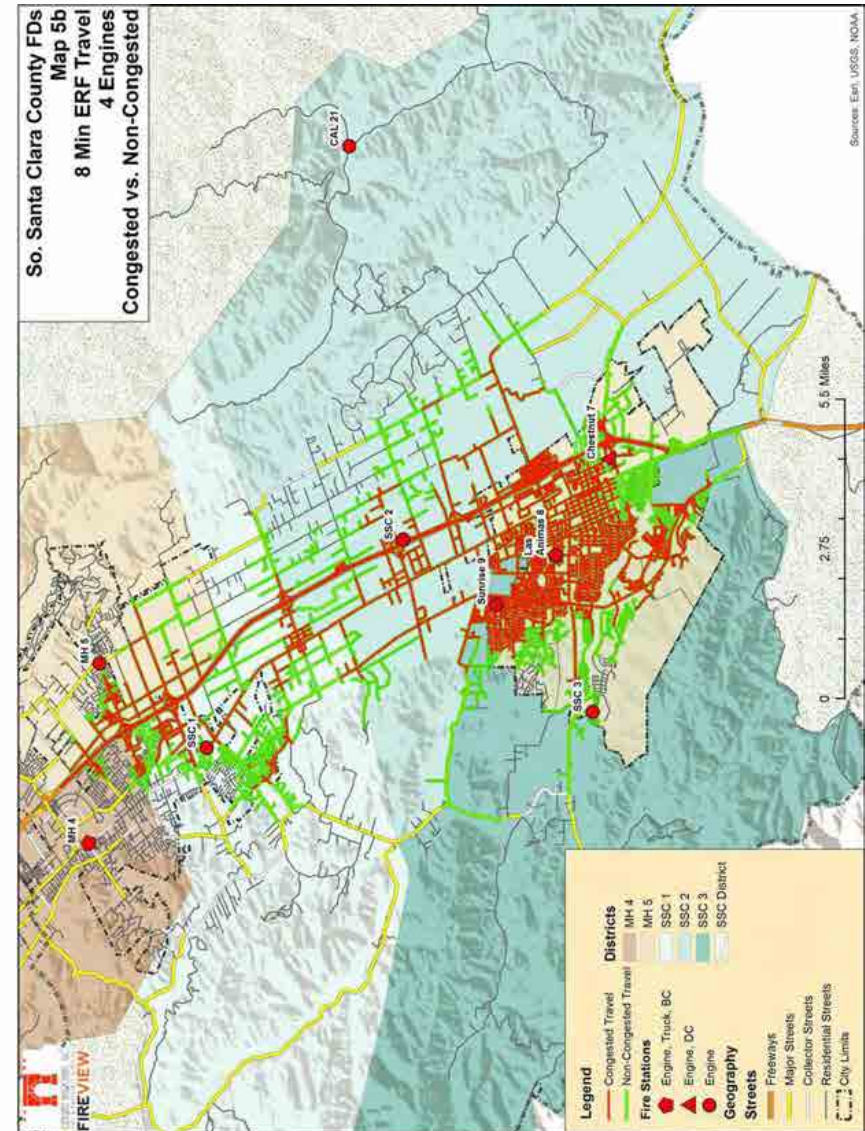 So. Santa Clara County FDs
Map 5b
8 Min ERF Travel
4 Engines
Congested vs. Non-Congested
FIREVIEW
CAL 21
MH 5
MH 4
SSC 1
SSC 2
Sunrise 9
Las
Animas 8
Chestnut 7
SSC 3
0 2.75 5.5 Miles
Legend
Congested Travel
Non-Congested Travel
Fire Stations
Engine, Truck, BC
Engine, DC
Engine
Geography
Streets
Freeways
Major Streets
Collector Streets
Residential Streets
City Limits
Districts
MH 4
MH 5
SSC 1
SSC 2
SSC 3
SSC District
Sources: Esri, USGS, NOAA